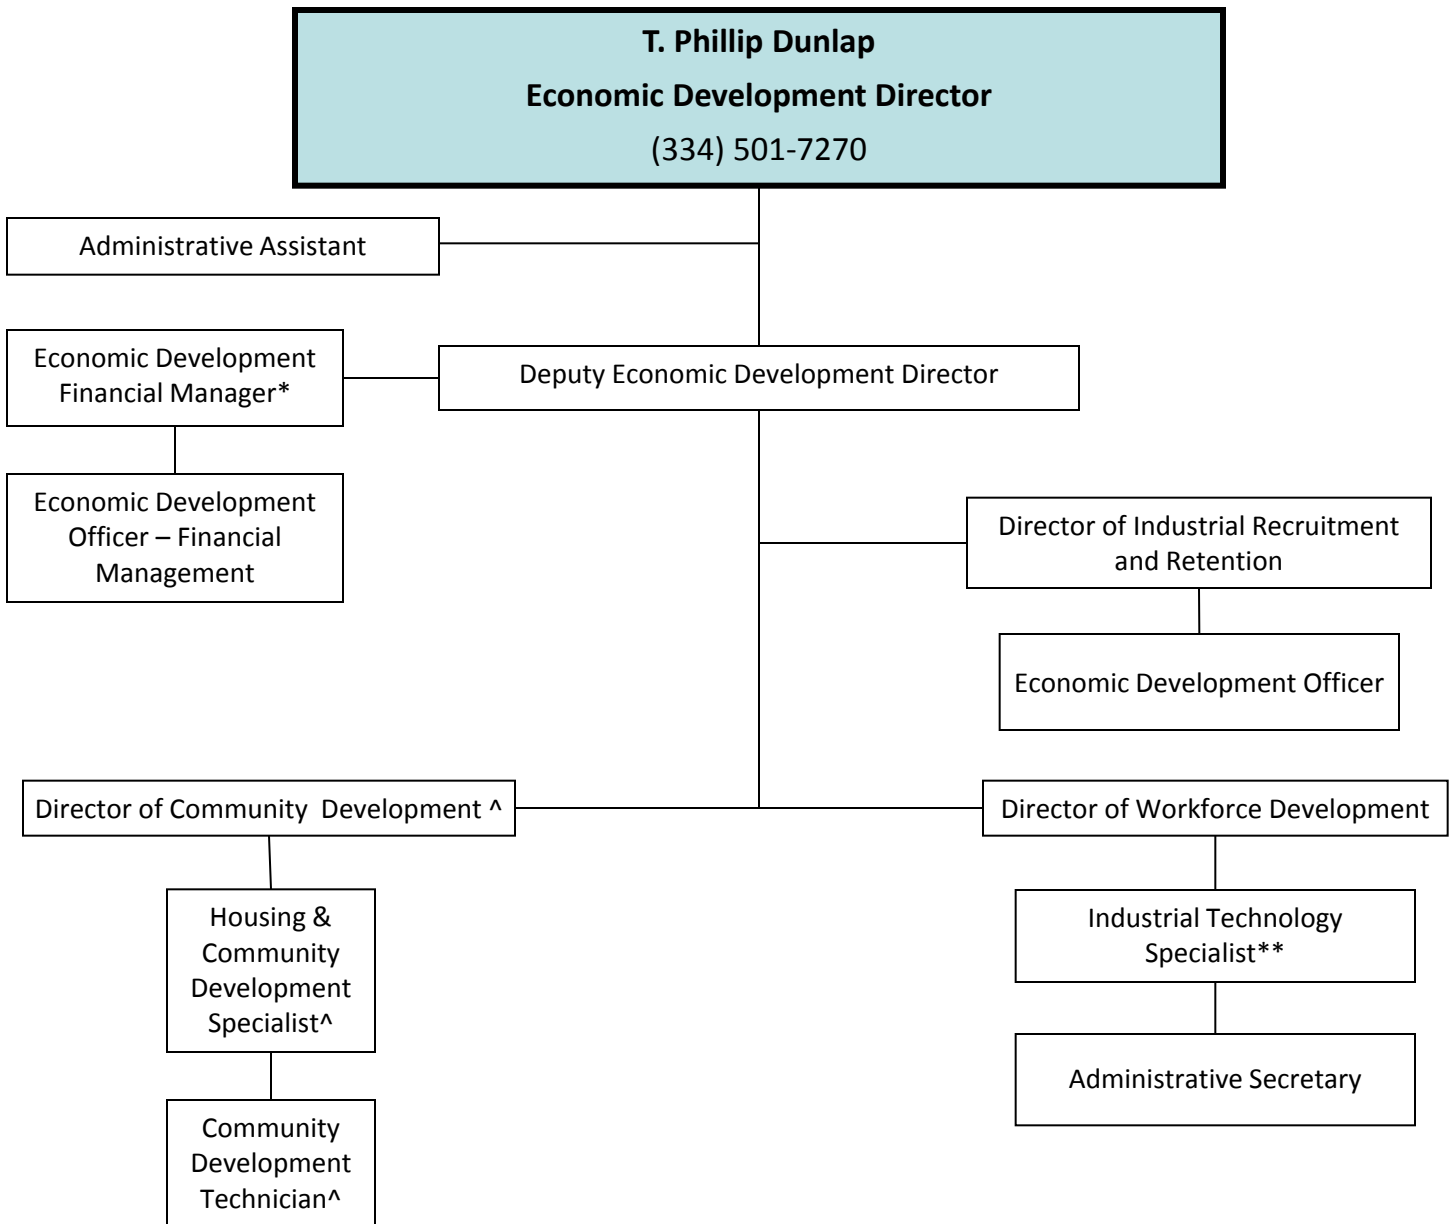 T. Phillip Dunlap
Economic Development Director
(334) 501-7270
Administrative Assistant
Economic Development
Financial Manager*
Deputy Economic Development Director
Economic Development
Officer – Financial
Management
Director of Industrial Recruitment
and Retention
Economic Development Officer
Director of Community  Development ^
Director of Workforce Development
Housing &
Community
Development
Specialist^
Industrial Technology
Specialist**
Administrative Secretary
Community
Development
Technician^